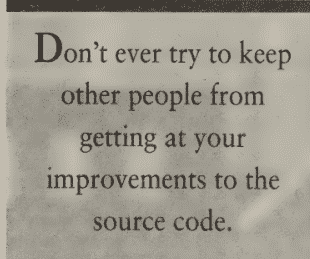 Don't ever try to keep
other people from
getting at your
improvements to the
source code.